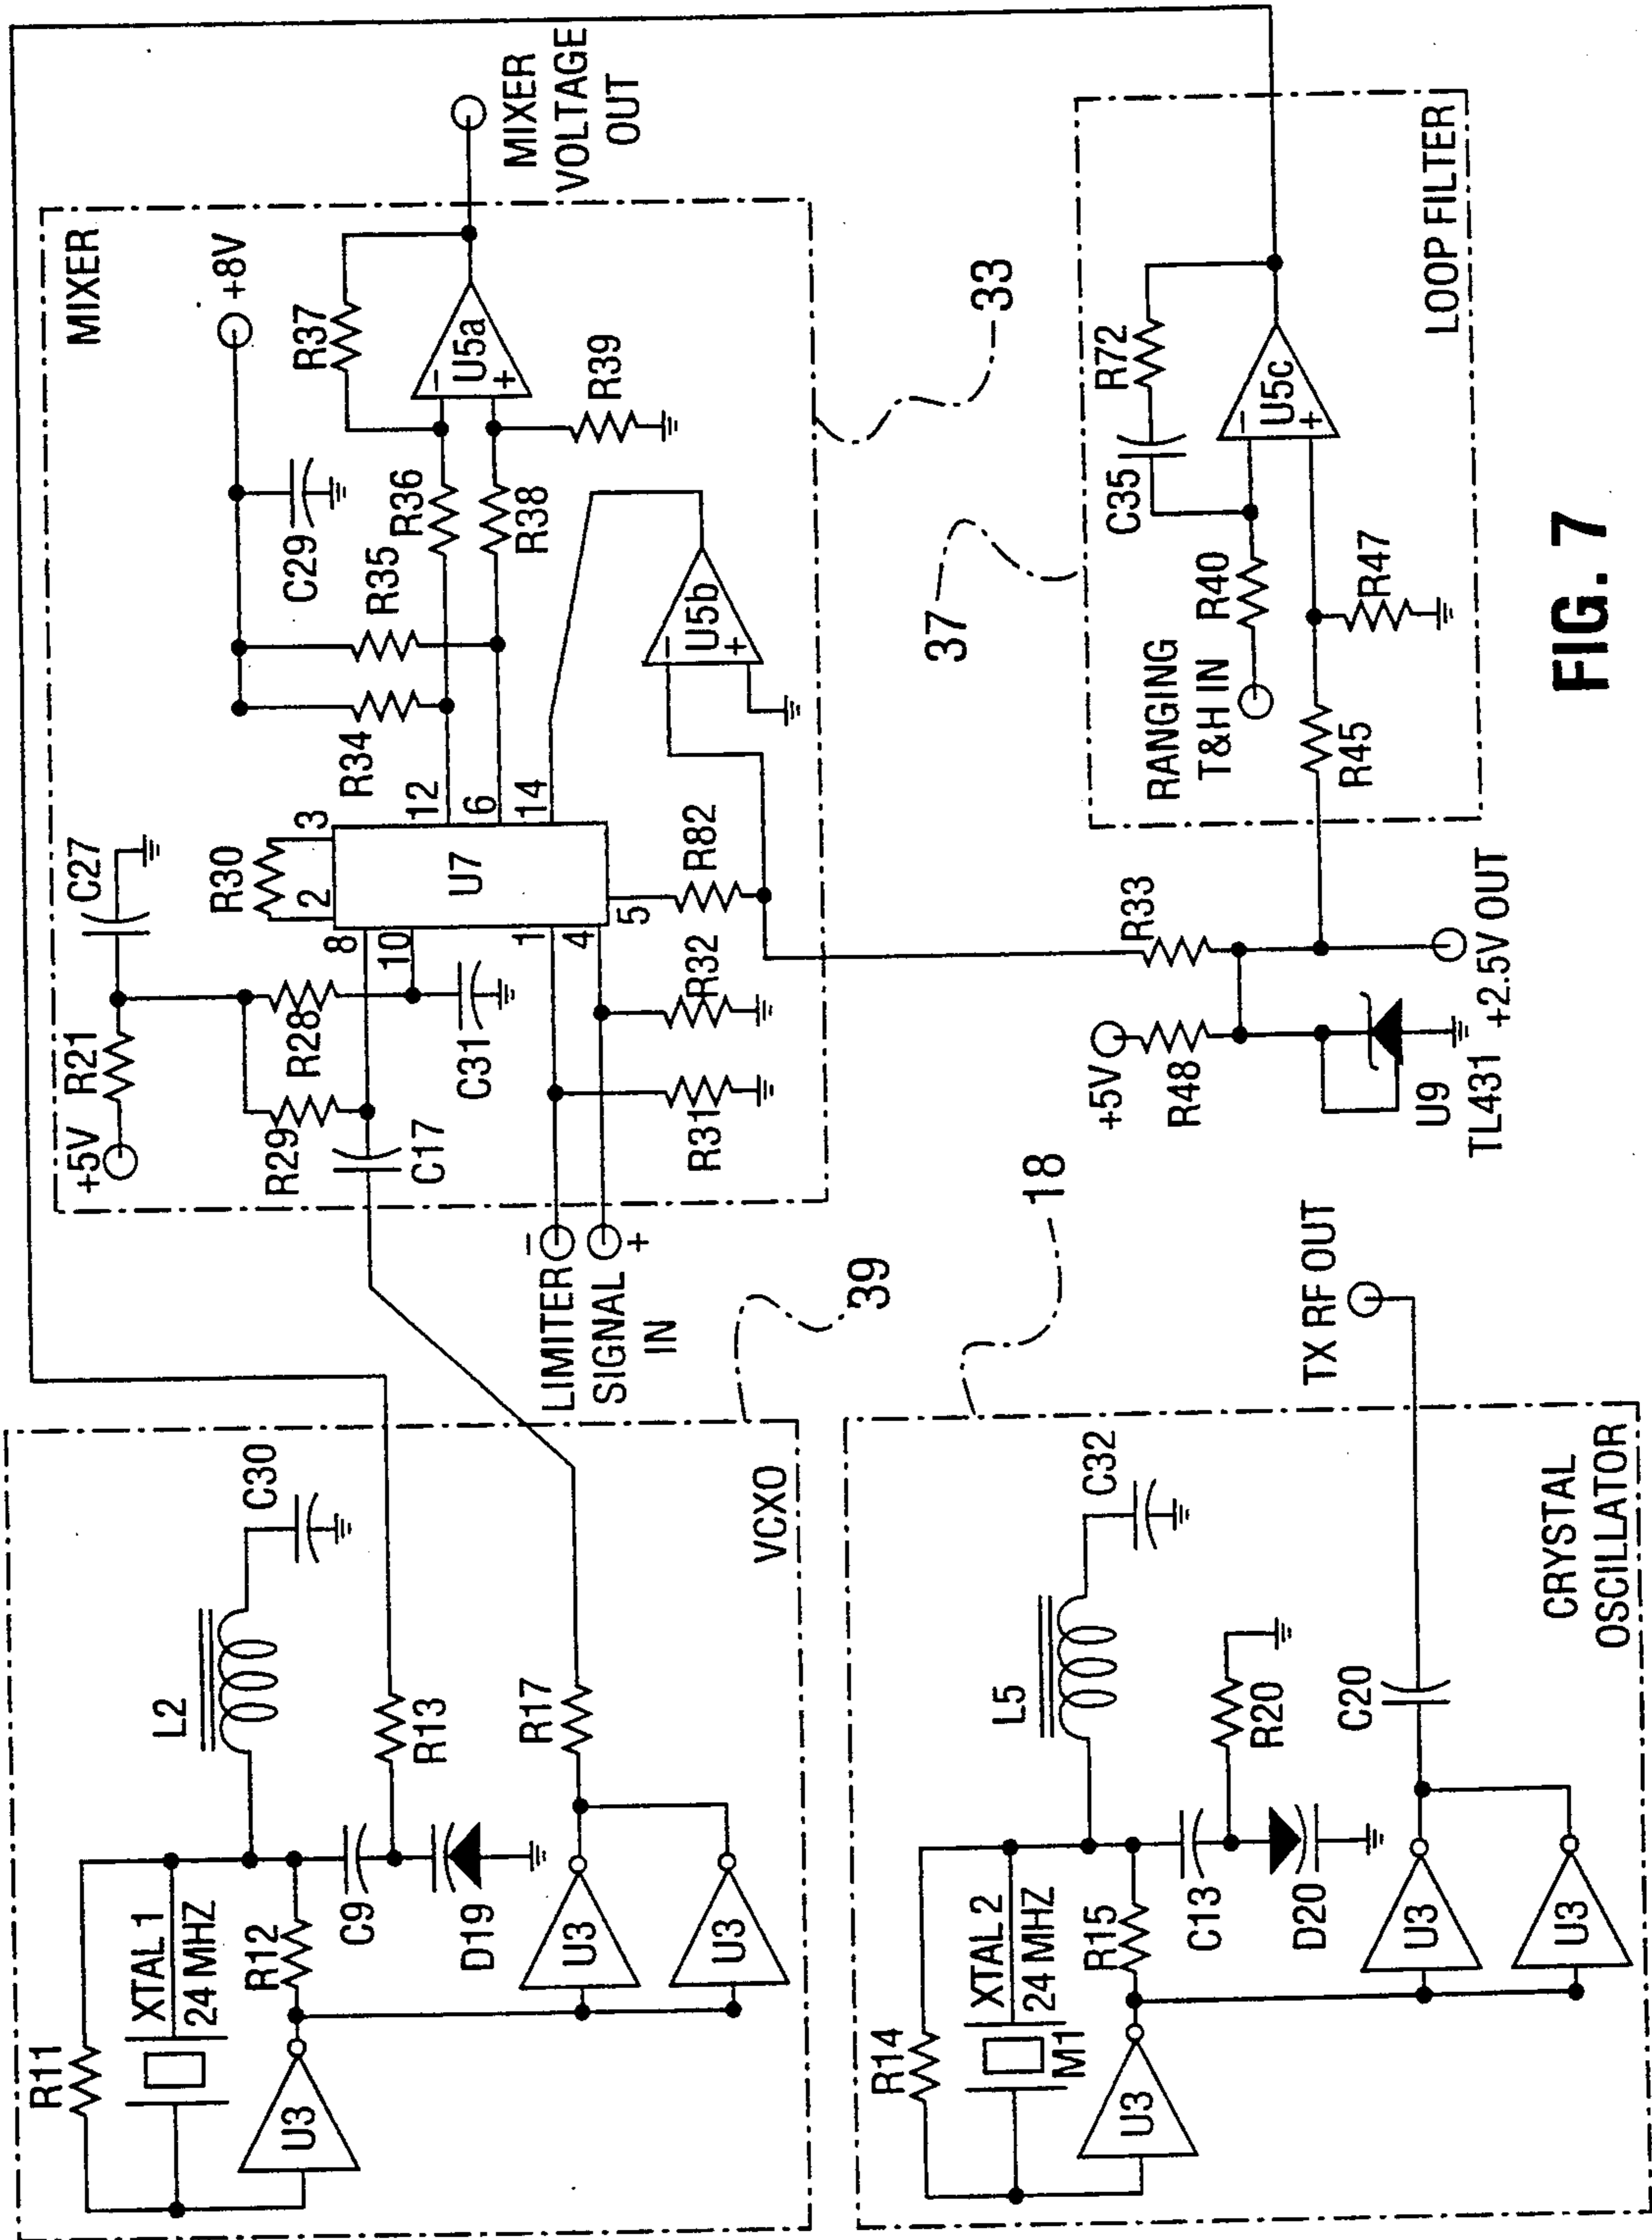 R11
XTAL 1
24 MHZ
L2
C30
R12
C9
R13
D19
U3
U3
U3
R17
VCXO
39
+5V
R21
C27
MIXER
R29
R28
R30
2
3
8
10
C17
C31
U7
1
4
5
12
6
14
R34
R35
C29
+8V
R36
R38
R37
−
U5a
+
R39
MIXER
VOLTAGE
OUT
−
LIMITER
SIGNAL
IN
+
R31
R32
R82
−
U5b
+
33
R14
XTAL 2
24 MHZ
M1
L5
C32
R15
C13
R20
D20
U3
U3
U3
C20
TX RF OUT
CRYSTAL
OSCILLATOR
18
+5V
R48
R33
U9
TL431
+2.5V OUT
37
RANGING
T&H IN
R40
C35
R72
−
U5c
+
R45
R47
LOOP FILTER
FIG. 7